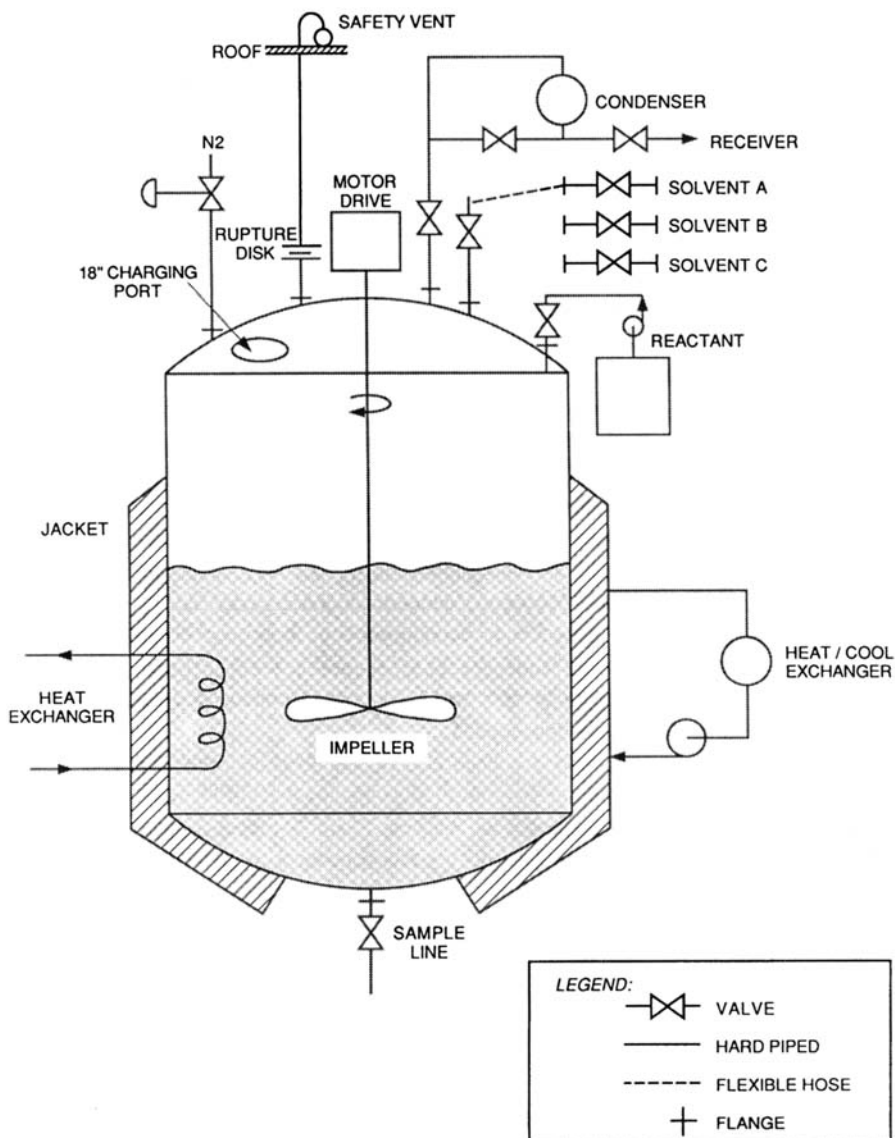 SAFETY VENT
ROOF
CONDENSER
RECEIVER
N2
MOTOR
DRIVE
SOLVENT A
RUPTURE
DISK
SOLVENT B
18" CHARGING
PORT
SOLVENT C
REACTANT
JACKET
HEAT / COOL
EXCHANGER
HEAT
EXCHANGER
IMPELLER
SAMPLE
LINE
LEGEND:
VALVE
HARD PIPED
FLEXIBLE HOSE
FLANGE